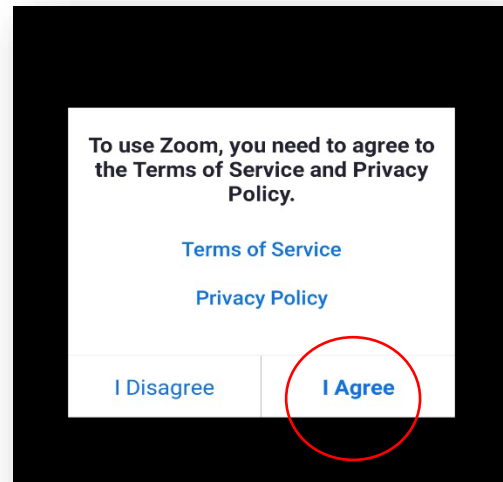 To use Zoom, you need to agree to
the Terms of Service and Privacy
Policy.
Terms of Service
Privacy Policy
I Disagree
I Agree